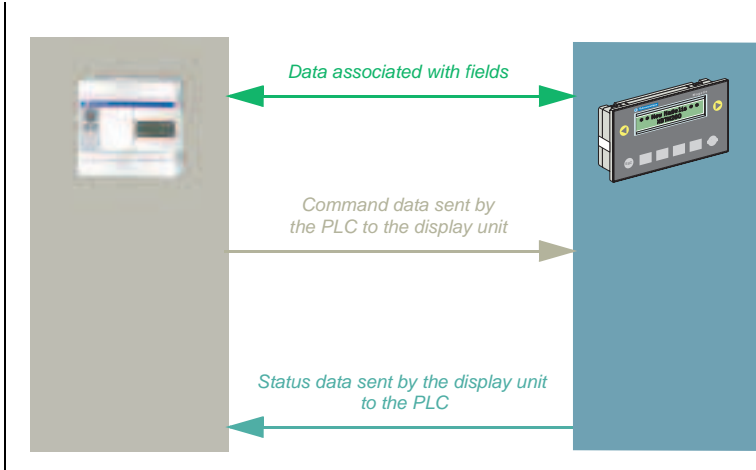 Data associated with fields
Command data sent by
the PLC to the display unit
Status data sent by the display unit
to the PLC